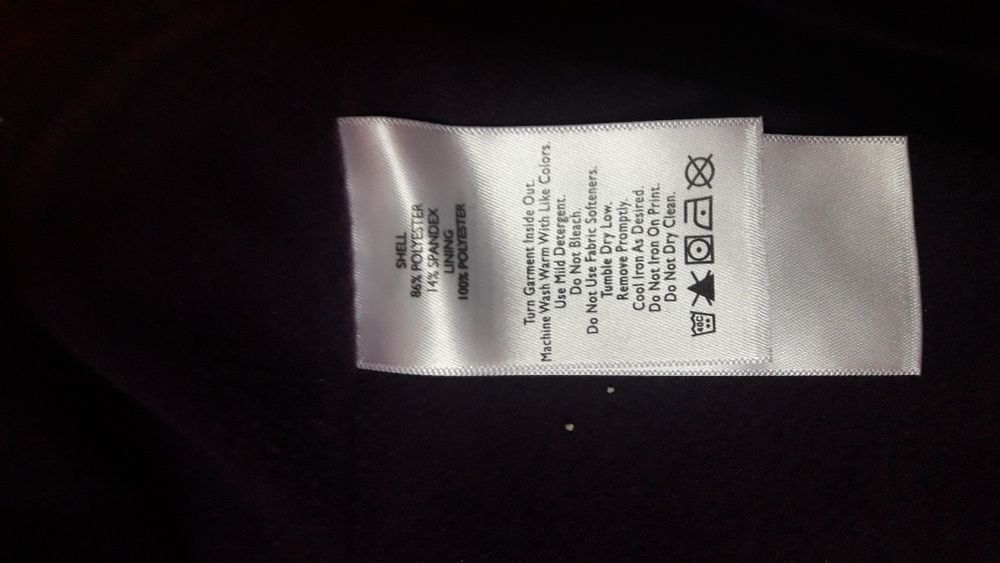 SHELL
86% POLYESTER
14% SPANDEX
LINING
100% POLYESTER
Turn Garment Inside Out.
Machine Wash Warm With Like Colors.
Use Mild Detergent.
Do Not Bleach.
Do Not Use Fabric Softeners.
Tumble Dry Low.
Remove Promptly.
Cool Iron As Desired.
Do Not Iron On Print.
Do Not Dry Clean.
40C